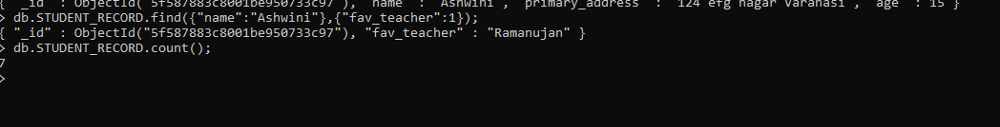 { "_id" : ObjectId("5f587883c8001be950733c97"), "name" : "Ashwini", "primary_address" : "124 efg nagar Varanasi", "age" : 15 }
> db.STUDENT_RECORD.find({"name":"Ashwini"},{"fav_teacher":1});
{ "_id" : ObjectId("5f587883c8001be950733c97"), "fav_teacher" : "Ramanujan" }
> db.STUDENT_RECORD.count();
7
>